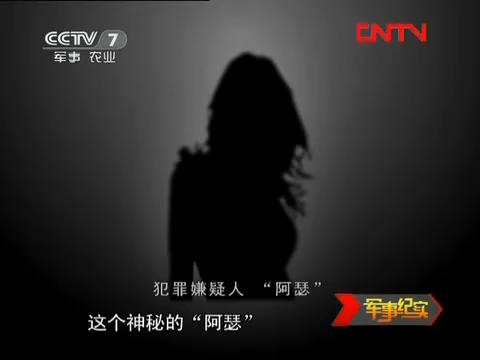 CCTV 7
军事 农业
CNTV
犯罪嫌疑人 “阿瑟”
这个神秘的“阿瑟”
军事纪实